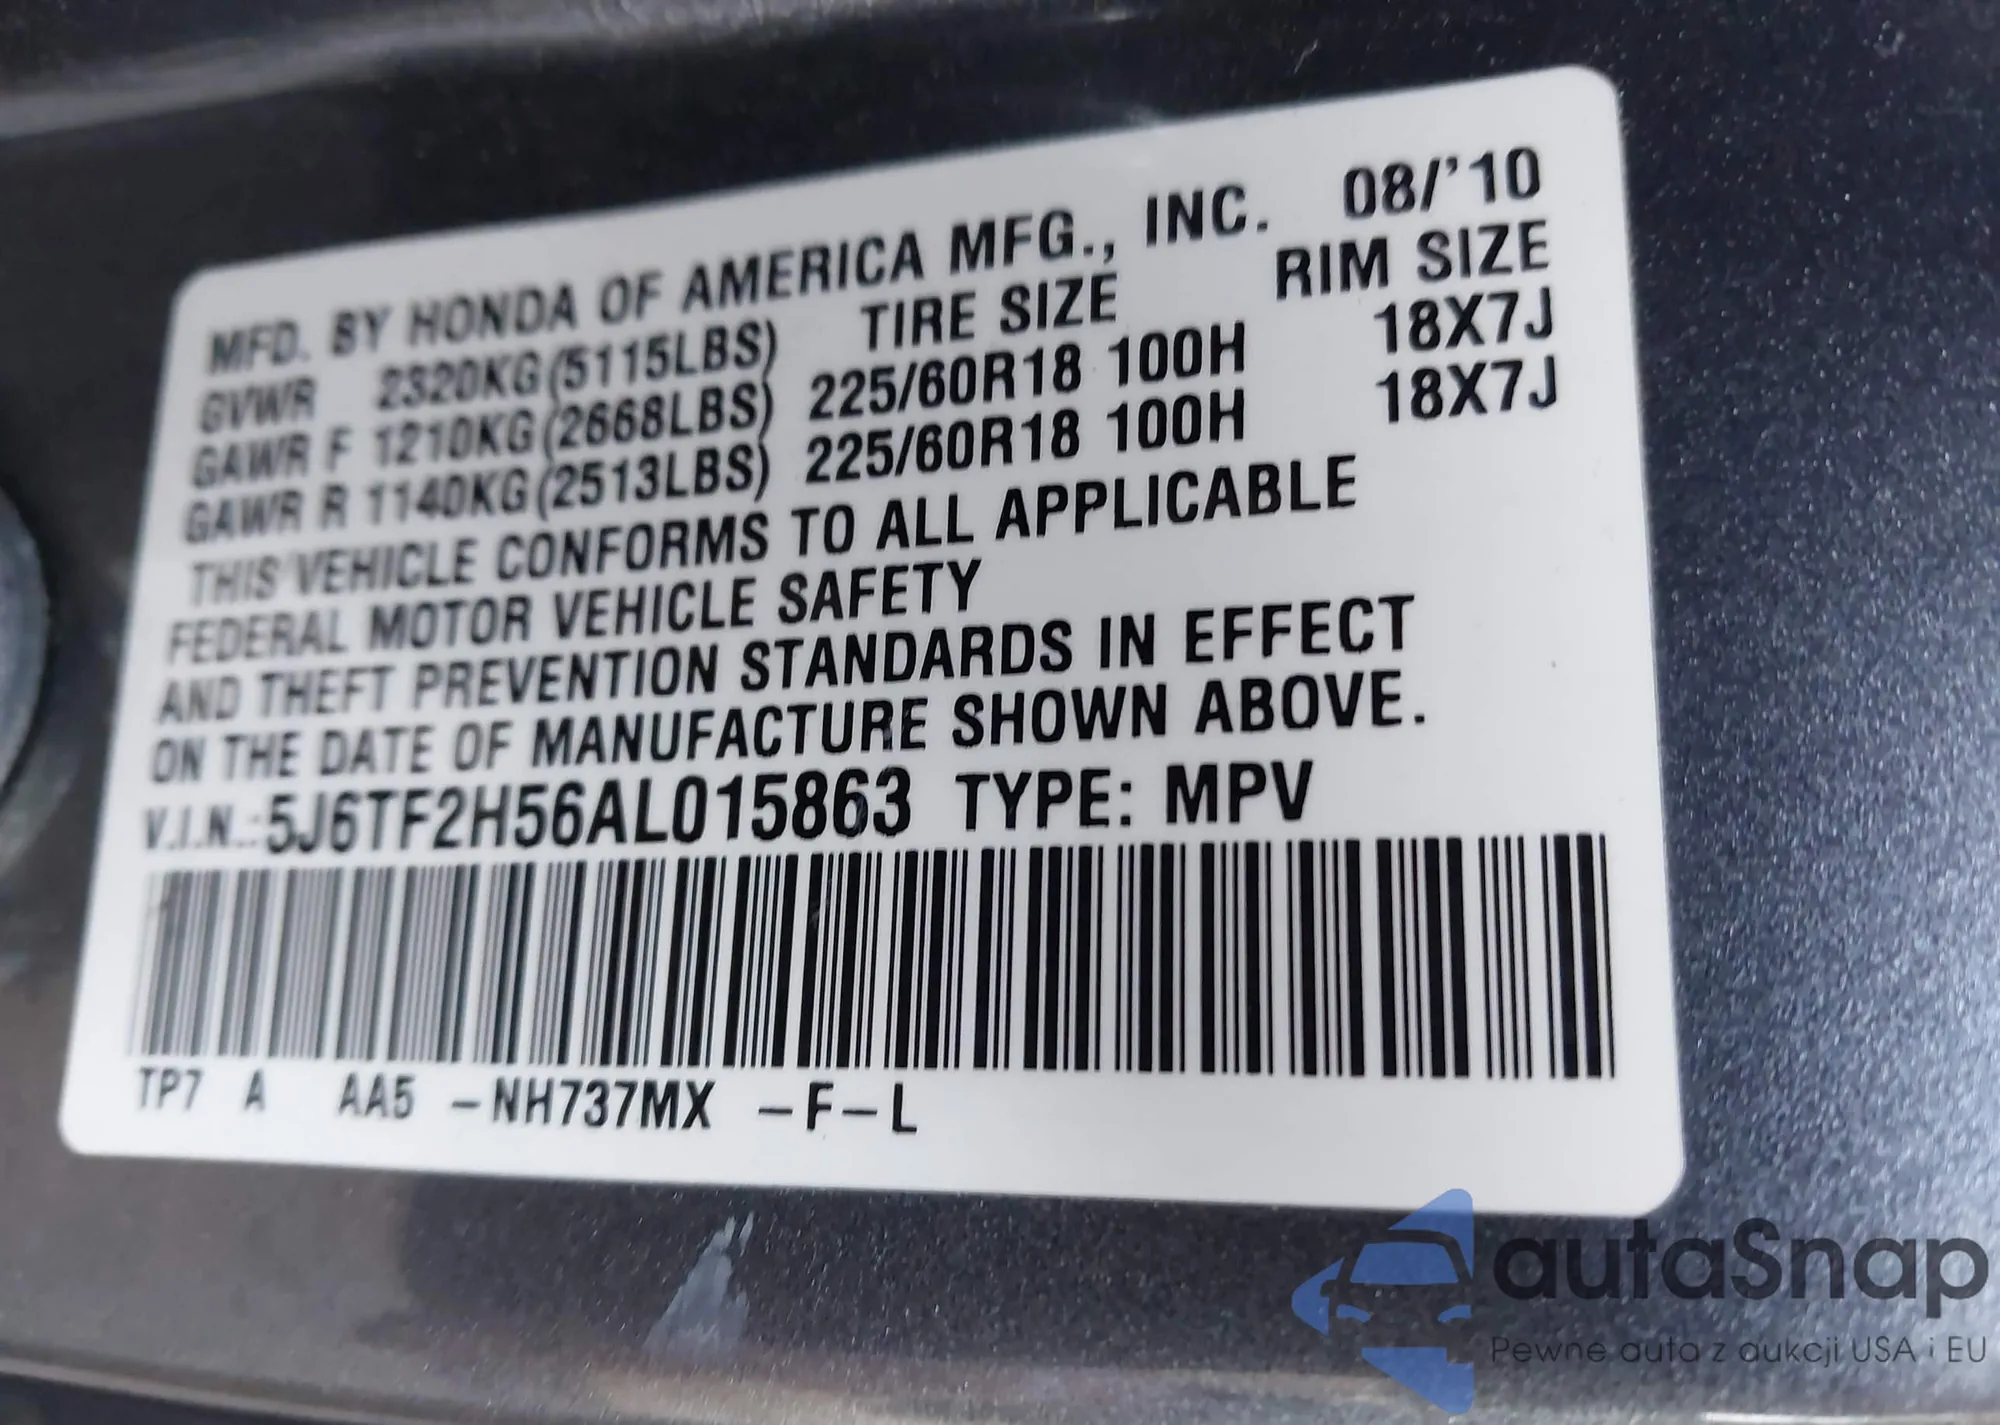 MFD. BY HONDA OF AMERICA MFG., INC. 08/'10
GVWR 2320KG(5115LBS) TIRE SIZE RIM SIZE
GAWR F 1210KG(2668LBS) 225/60R18 100H 18X7J
GAWR R 1140KG(2513LBS) 225/60R18 100H 18X7J
THIS VEHICLE CONFORMS TO ALL APPLICABLE
FEDERAL MOTOR VEHICLE SAFETY
AND THEFT PREVENTION STANDARDS IN EFFECT
ON THE DATE OF MANUFACTURE SHOWN ABOVE.
V.I.N.:5J6TF2H56AL015863 TYPE: MPV
TP7 A AA5 -NH737MX -F-L
autaSnap
Pewne auta z aukcji USA i EU